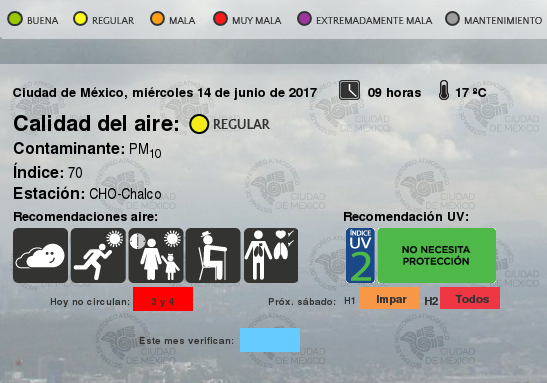 BUENA REGULAR MALA MUY MALA EXTREMADAMENTE MALA MANTENIMIENTO
Ciudad de México, miércoles 14 de junio de 2017 09 horas 17 ºC
Calidad del aire: REGULAR
Contaminante: PM10
Índice: 70
Estación: CHO-Chalco
Recomendaciones aire: Recomendación UV:
ÍNDICE UV 2 NO NECESITA PROTECCIÓN
Hoy no circulan: 3 y 4 Próx. sábado: H1 Impar H2 Todos
Este mes verifican: